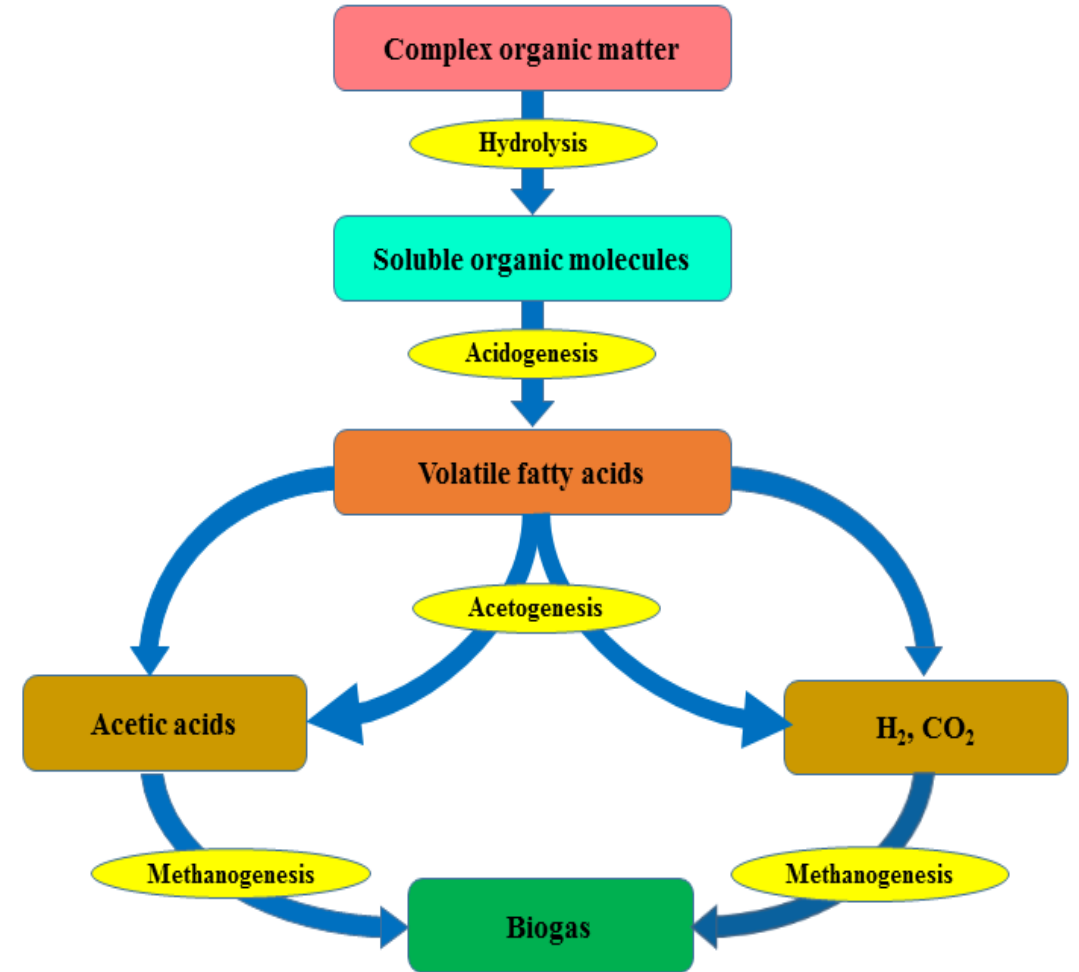 Complex organic matter
Hydrolysis
Soluble organic molecules
Acidogenesis
Volatile fatty acids
Acetogenesis
Acetic acids
H₂, CO₂
Methanogenesis
Methanogenesis
Biogas